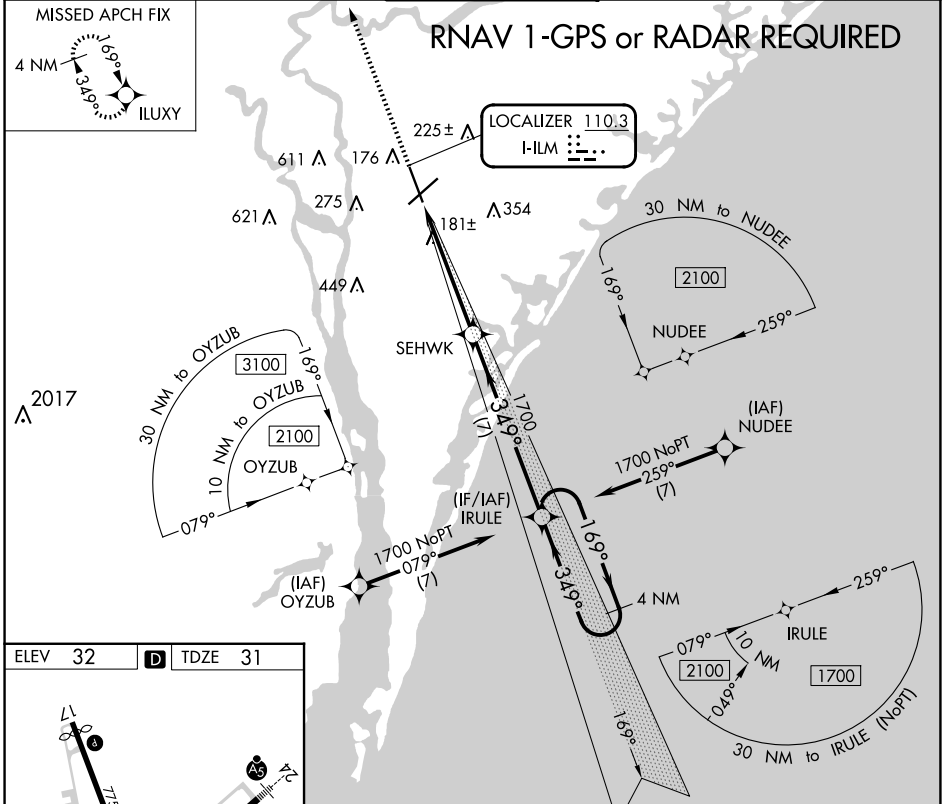 MISSED APCH FIX
4 NM
169°
349°
ILUXY
RNAV 1-GPS or RADAR REQUIRED
LOCALIZER 110.3
I-ILM
225±
611
176
275
621
181±
354
449
2017
SEHWK
30 NM to NUDEE
2100
169°
259°
NUDEE
30 NM to OYZUB
3100
169°
10 NM to OYZUB
2100
OYZUB
079°
1700
349°
(7)
(IAF)
NUDEE
1700 NoPT
259°
(7)
(IF/IAF)
IRULE
1700 NoPT
079°
(7)
(IAF)
OYZUB
169°
349°
4 NM
169°
259°
079°
IRULE
10 NM
2100
1700
049°
30 NM to IRULE (NoPT)
ELEV 32
D
TDZE 31
17
P
775
A5
24